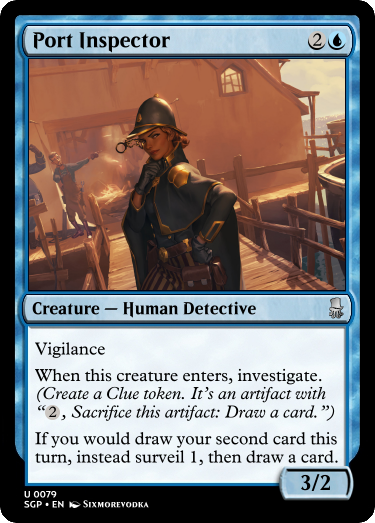 Port Inspector 2
Creature — Human Detective
Vigilance
When this creature enters, investigate.
(Create a Clue token. It's an artifact with
“2, Sacrifice this artifact: Draw a card.”)
If you would draw your second card this
turn, instead surveil 1, then draw a card.
3/2
U 0079
SGP • EN Sixmorevodka